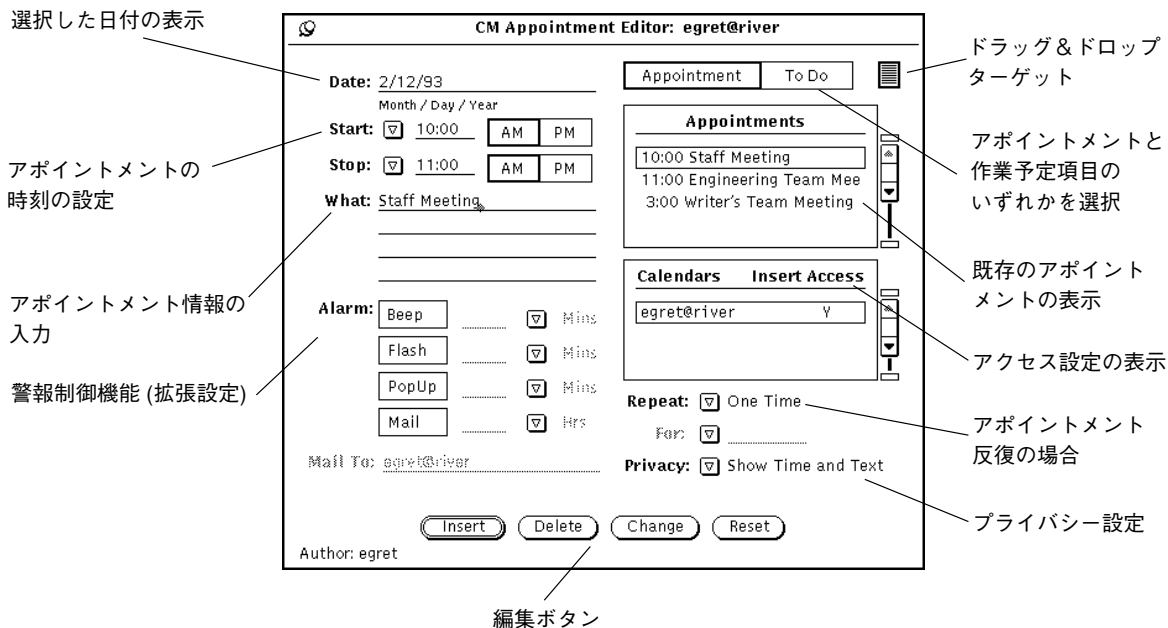 選択した日付の表示
アポイントメントの
時刻の設定
アポイントメント情報の
入力
警報制御機能 (拡張設定)
CM Appointment Editor: egret@river
Date: 2/12/93
Month / Day / Year
Start: 10:00 AM PM
Stop: 11:00 AM PM
What: Staff Meeting
Alarm:
Beep Mins
Flash Mins
PopUp Mins
Mail Hrs
Mail To: egret@river
Appointment To Do
Appointments
10:00 Staff Meeting
11:00 Engineering Team Mee
3:00 Writer's Team Meeting
Calendars Insert Access
egret@river Y
Repeat: One Time
For:
Privacy: Show Time and Text
Insert Delete Change Reset
Author: egret
ドラッグ＆ドロップ
ターゲット
アポイントメントと
作業予定項目の
いずれかを選択
既存のアポイント
メントの表示
アクセス設定の表示
アポイントメント
反復の場合
プライバシー設定
編集ボタン